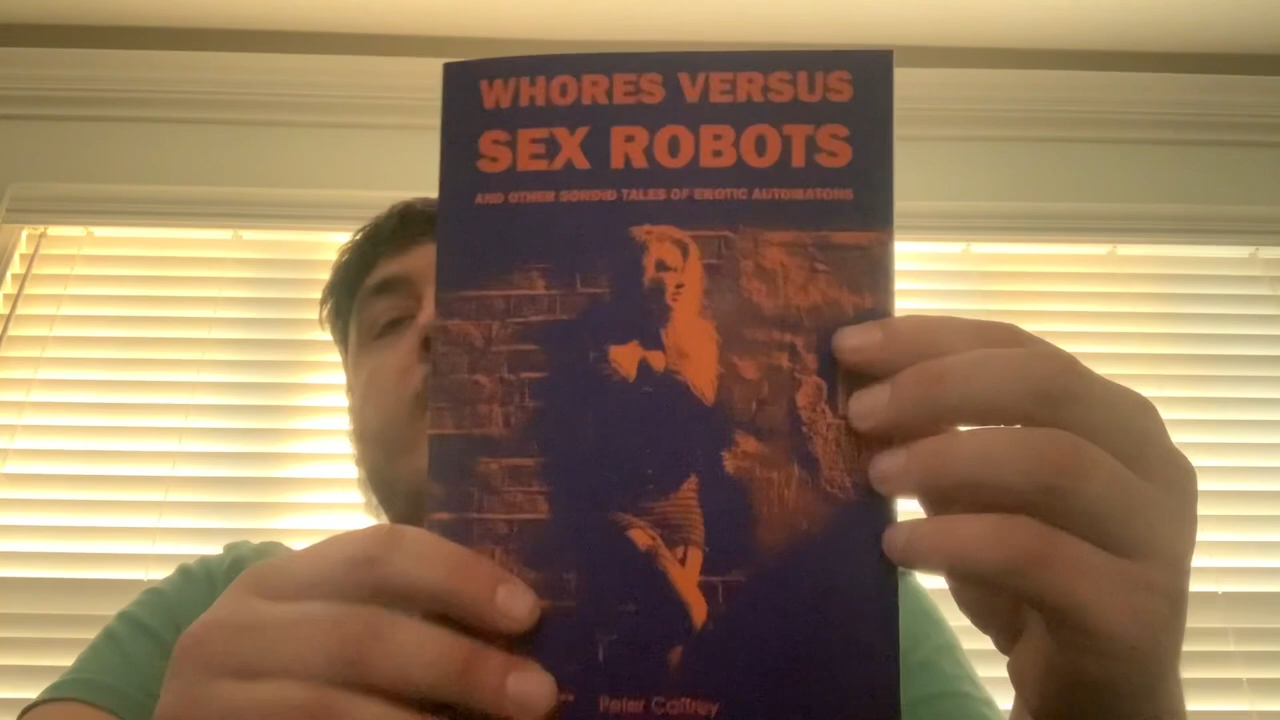 WHORES VERSUS
SEX ROBOTS
AND OTHER SORDID TALES OF EROTIC AUTOMATONS
Peter Caffrey